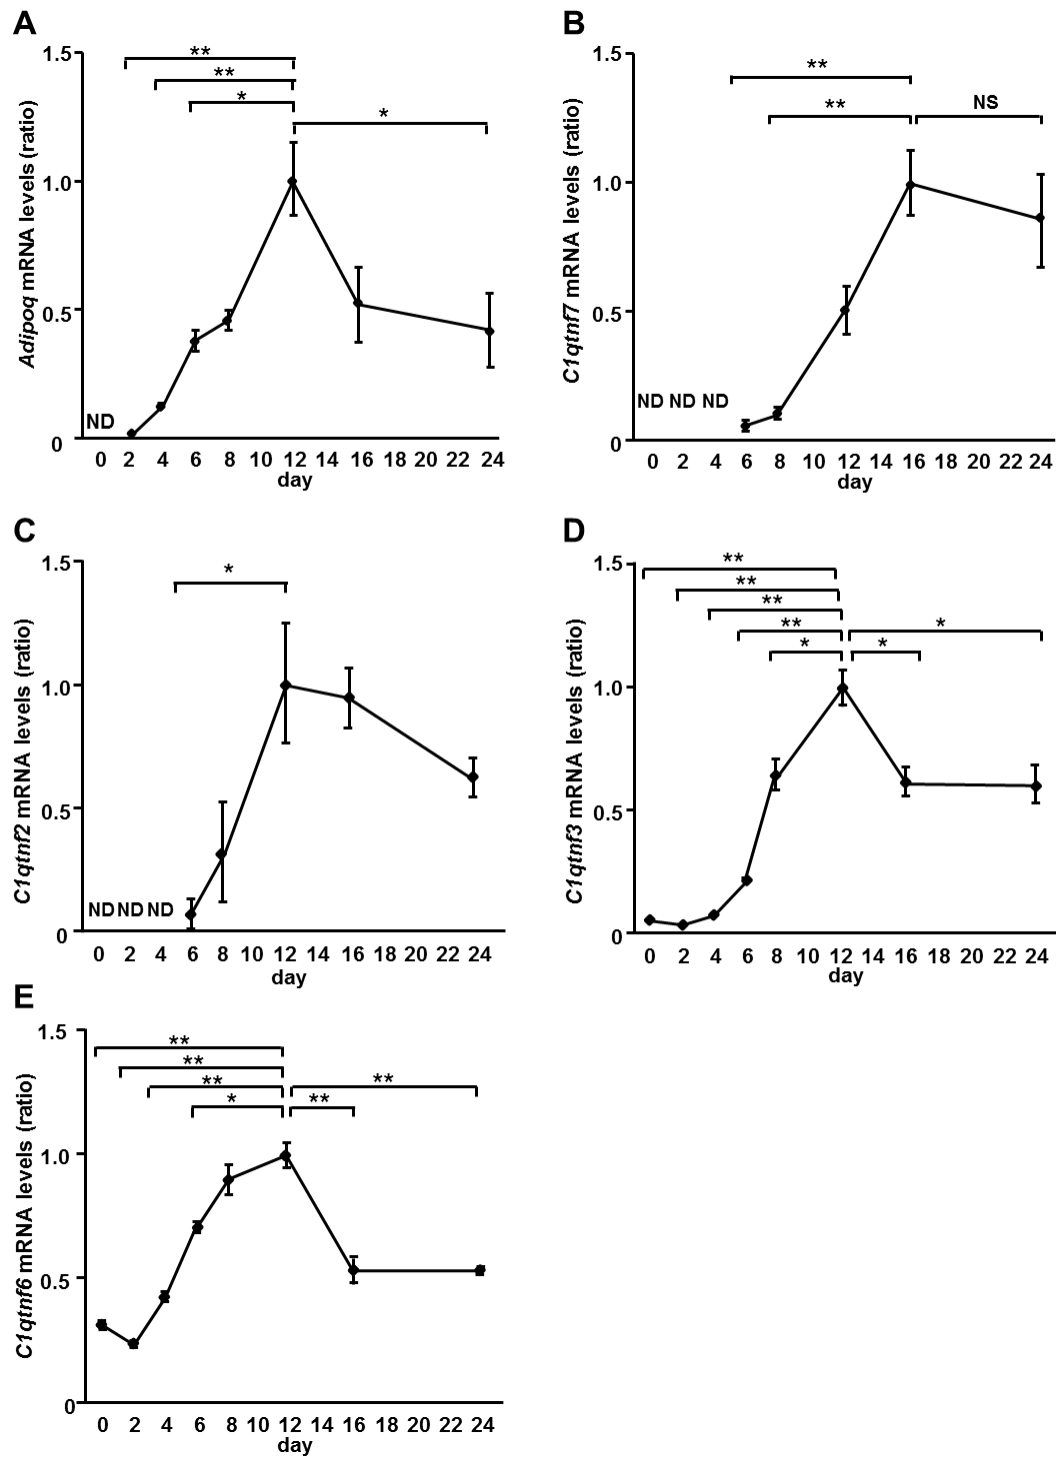 A
Adipoq mRNA levels (ratio)
1.5
1.0
0.5
0
**
**
*
*
ND
0 2 4 6 8 10 12 14 16 18 20 22 24
day
B
C1qtnf7 mRNA levels (ratio)
1.5
1.0
0.5
0
**
**
NS
ND ND ND
0 2 4 6 8 10 12 14 16 18 20 22 24
day
C
C1qtnf2 mRNA levels (ratio)
1.5
1.0
0.5
0
*
ND ND ND
0 2 4 6 8 10 12 14 16 18 20 22 24
day
D
C1qtnf3 mRNA levels (ratio)
1.5
1.0
0.5
0
**
**
**
** *
* *
0 2 4 6 8 10 12 14 16 18 20 22 24
day
E
C1qtnf6 mRNA levels (ratio)
1.5
1.0
0.5
0
**
**
** **
* **
0 2 4 6 8 10 12 14 16 18 20 22 24
day